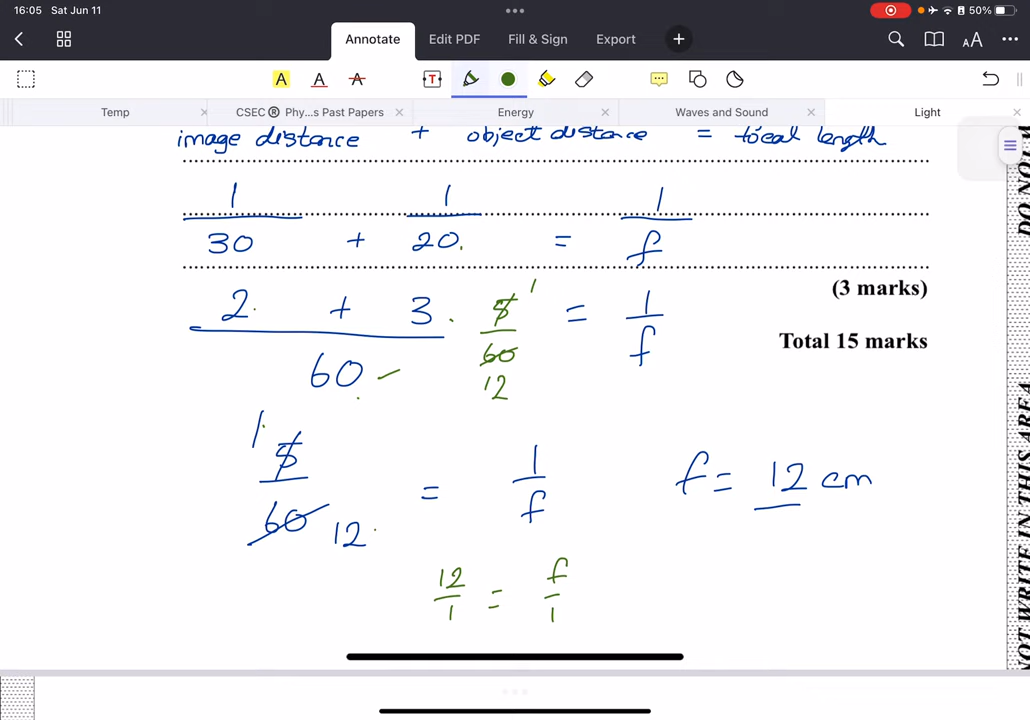 16:05 Sat Jun 11 50%
Annotate Edit PDF Fill & Sign Export + AA
A A A T
Temp × CSEC ® Phy...s Past Papers × Energy × Waves and Sound × Light ×
image distance + object distance = focal length
1 1 1
30 + 20. = f
(3 marks)
2. + 3. 5 1 = 1
60 60 f
12
Total 15 marks
1. 5 = 1 f = 12 cm
60 12. f
12 = f
1 1
DO NOT W
NOT WRITE IN THIS AREA